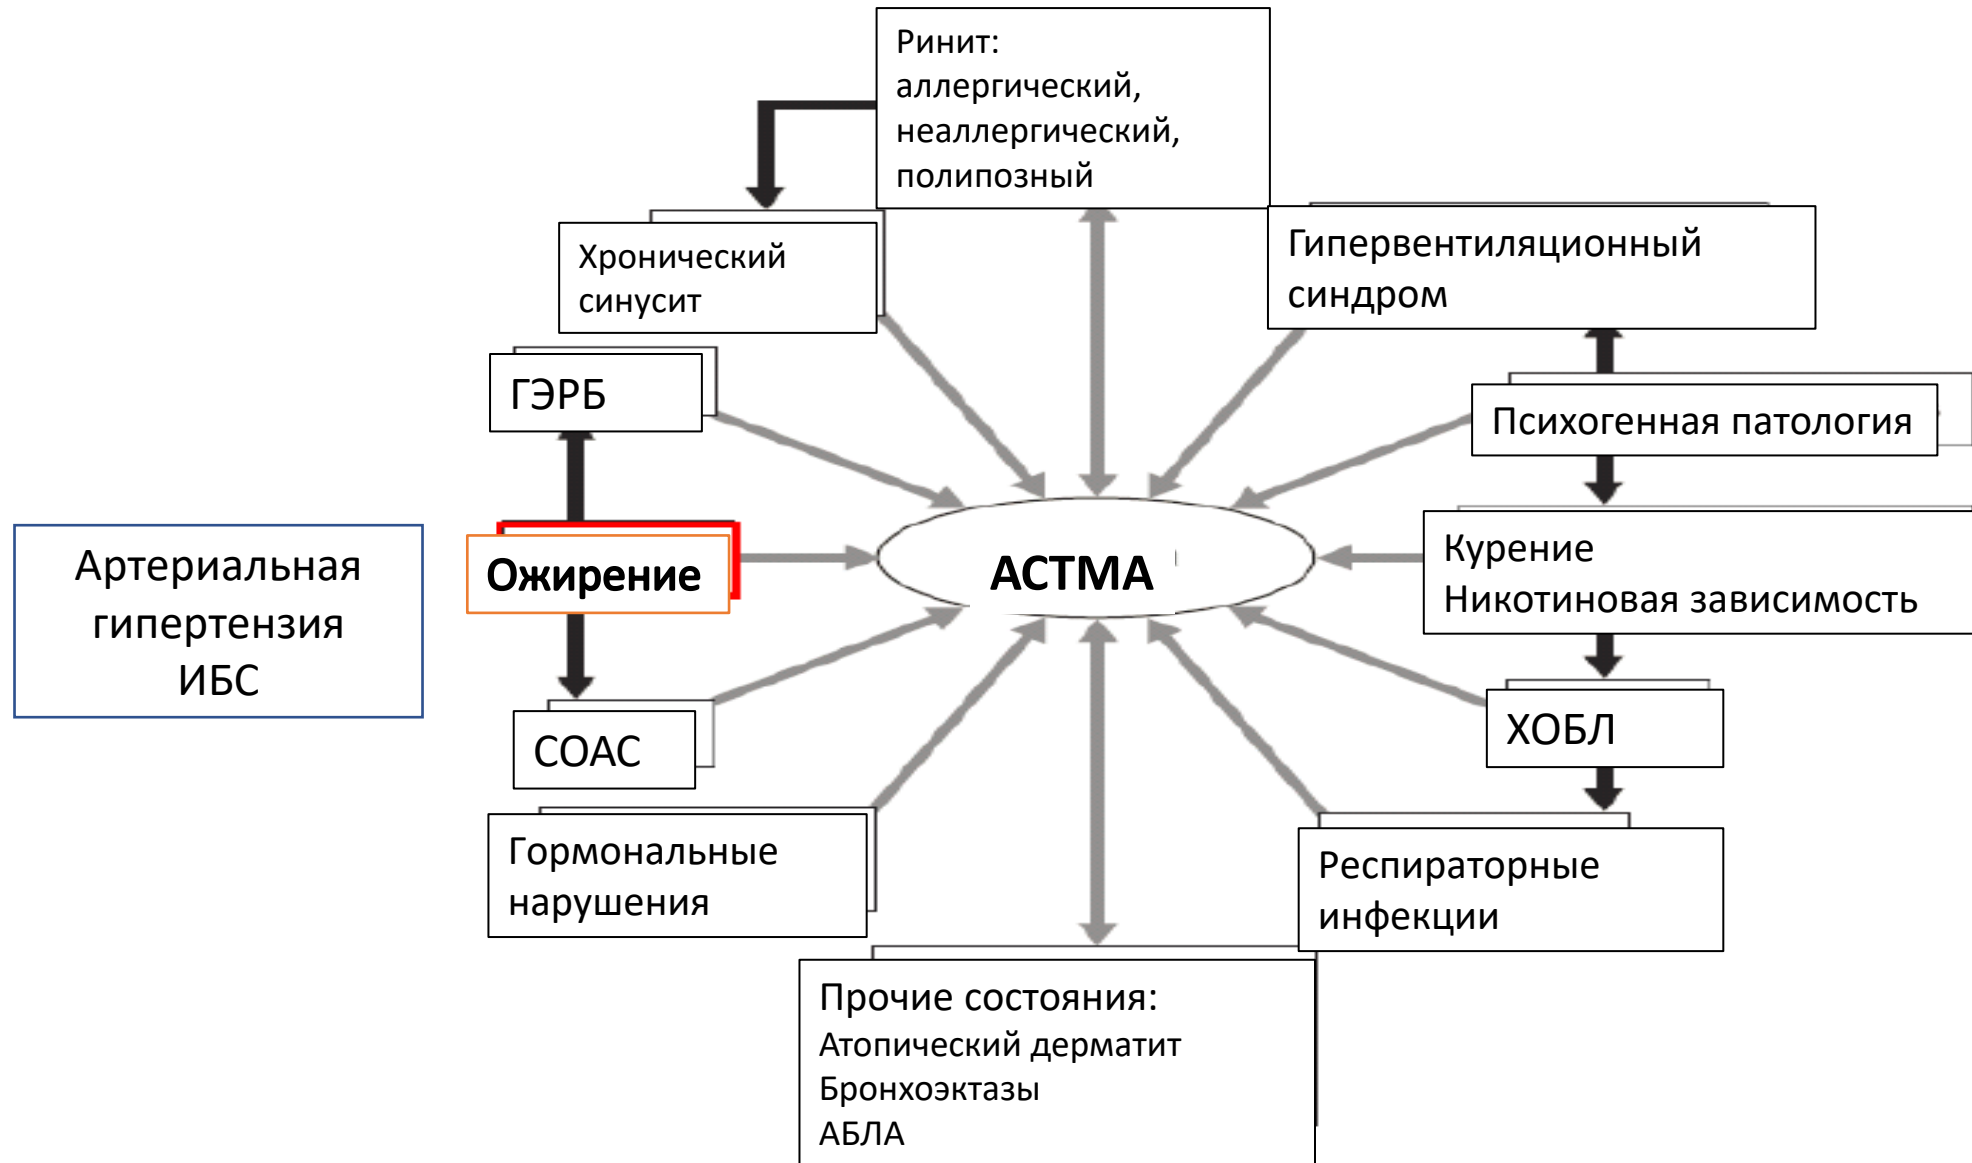 Ринит:
аллергический,
неаллергический,
полипозный
Хронический
синусит
Гипервентиляционный
синдром
ГЭРБ
Психогенная патология
Артериальная
гипертензия
ИБС
Ожирение
АСТМА
Курение
Никотиновая зависимость
СОАС
ХОБЛ
Гормональные
нарушения
Респираторные
инфекции
Прочие состояния:
Атопический дерматит
Бронхоэктазы
АБЛА